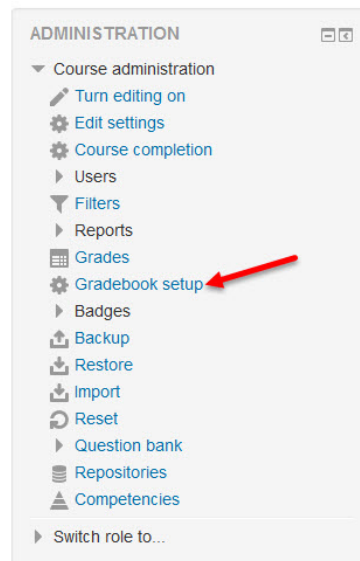 ADMINISTRATION
Course administration
Turn editing on
Edit settings
Course completion
Users
Filters
Reports
Grades
Gradebook setup
Badges
Backup
Restore
Import
Reset
Question bank
Repositories
Competencies
Switch role to...